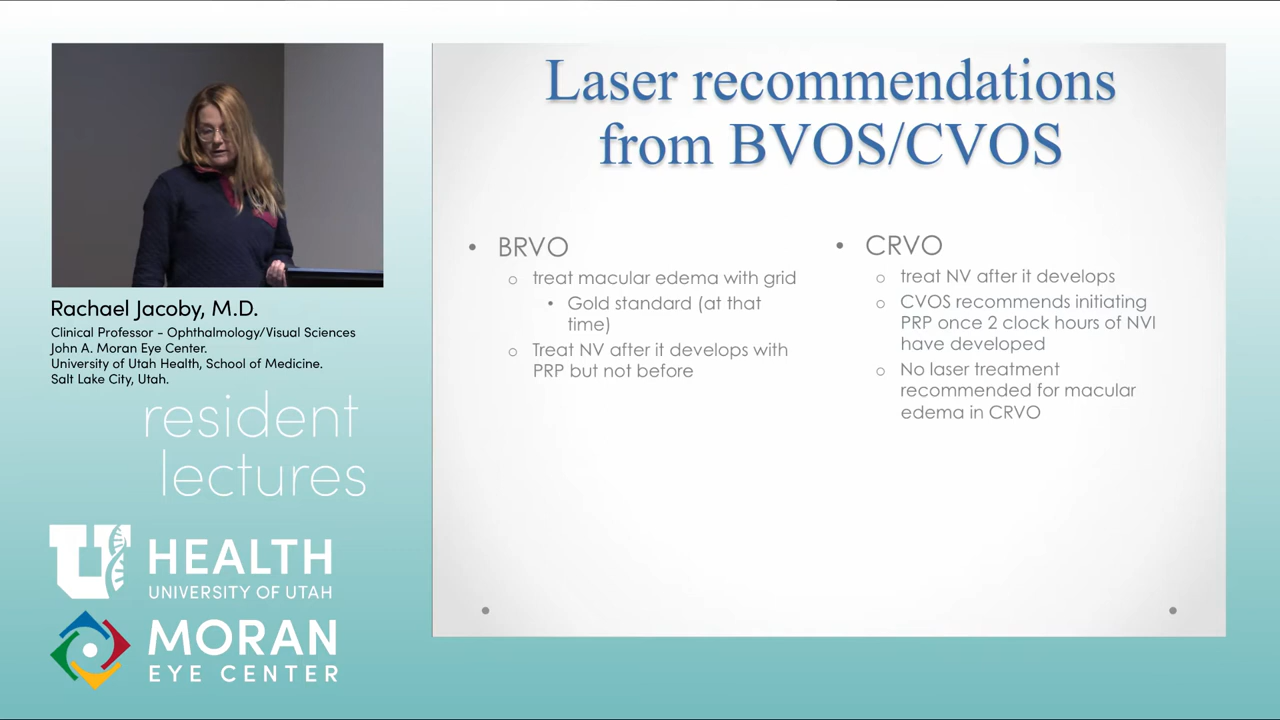 Laser recommendations
from BVOS/CVOS
• BRVO
o treat macular edema with grid
• Gold standard (at that
time)
o Treat NV after it develops with
PRP but not before
• CRVO
o treat NV after it develops
o CVOS recommends initiating
PRP once 2 clock hours of NVI
have developed
o No laser treatment
recommended for macular
edema in CRVO
Rachael Jacoby, M.D.
Clinical Professor - Ophthalmology/Visual Sciences
John A. Moran Eye Center.
University of Utah Health, School of Medicine.
Salt Lake City, Utah.
resident
lectures
U HEALTH
UNIVERSITY OF UTAH
MORAN
EYE CENTER